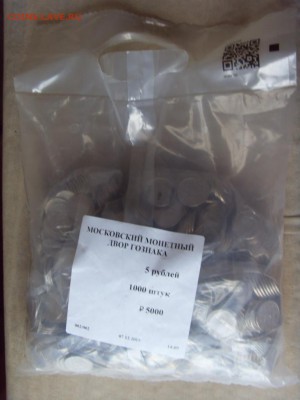 МОСКОВСКИЙ МОНЕТНЫЙ
ДВОР ГОЗНАКА
5 рублей
1000 штук
₽ 5000